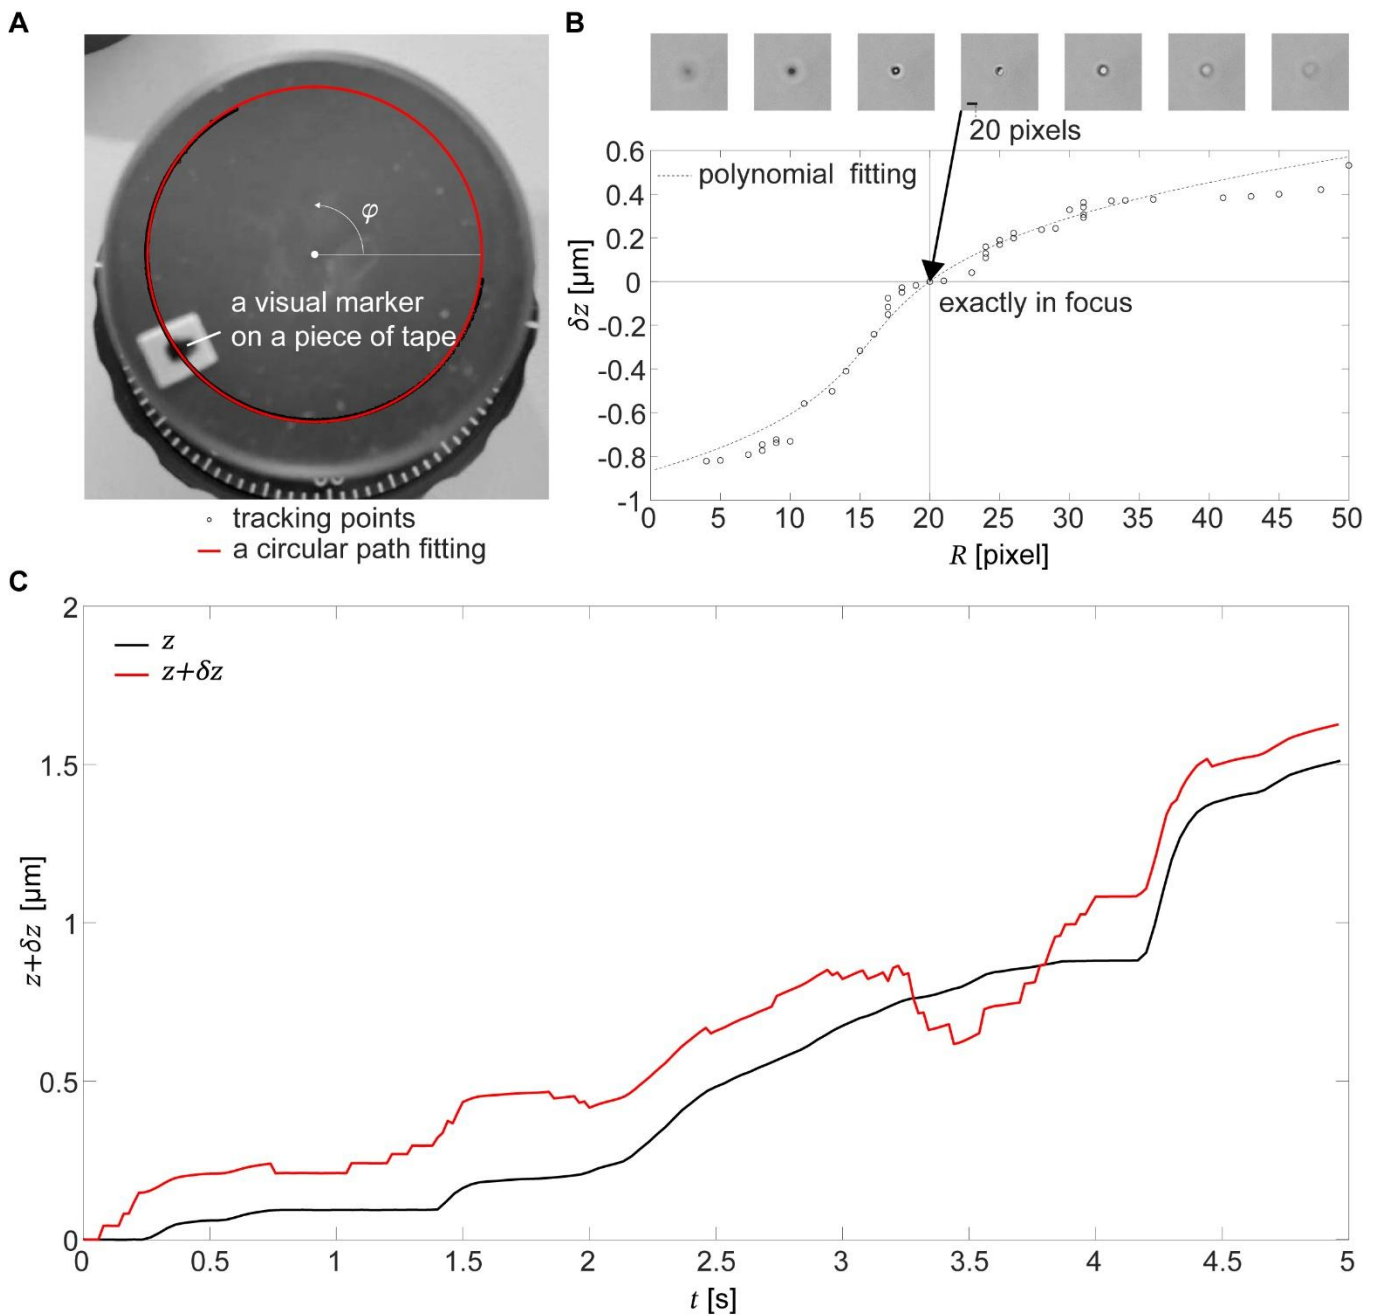 A
φ
a visual marker
on a piece of tape
tracking points
a circular path fitting
B
20 pixels
polynomial fitting
exactly in focus
δz [µm]
0.6
0.4
0.2
0
-0.2
-0.4
-0.6
-0.8
-1
0 5 10 15 20 25 30 35 40 45 50
R [pixel]
C
z
z+δz
z+δz [µm]
2
1.5
1
0.5
0
0 0.5 1 1.5 2 2.5 3 3.5 4 4.5 5
t [s]